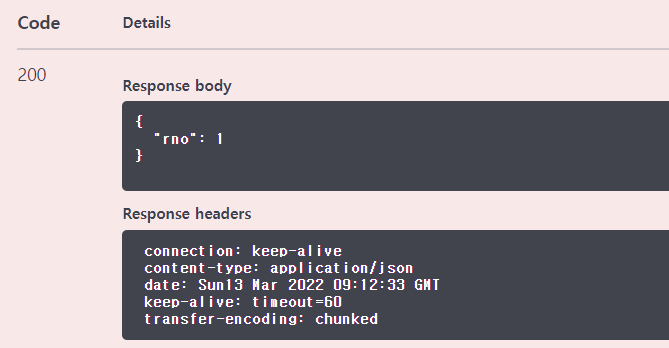 Code Details
200
Response body
{
"rno": 1
}
Response headers
connection: keep-alive
content-type: application/json
date: Sun13 Mar 2022 09:12:33 GMT
keep-alive: timeout=60
transfer-encoding: chunked